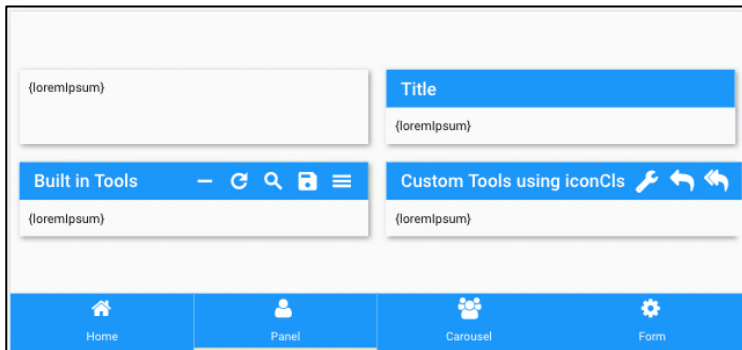 {loremIpsum}
Title
{loremIpsum}
Built in Tools
{loremIpsum}
Custom Tools using iconCls
{loremIpsum}
Home
Panel
Carousel
Form